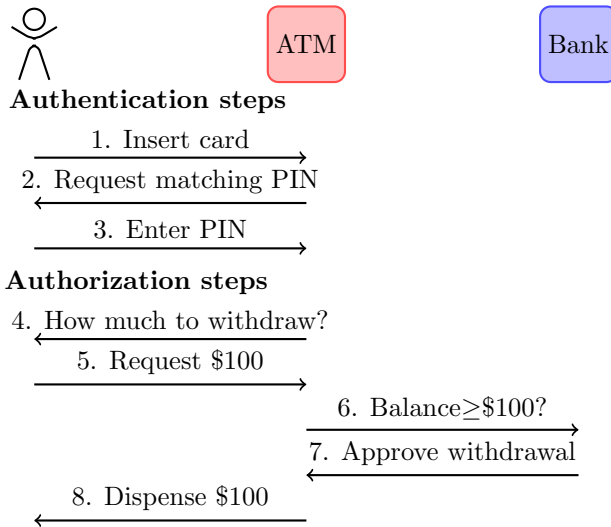 ATM
Bank
Authentication steps
1. Insert card
2. Request matching PIN
3. Enter PIN
Authorization steps
4. How much to withdraw?
5. Request $100
6. Balance≥$100?
7. Approve withdrawal
8. Dispense $100